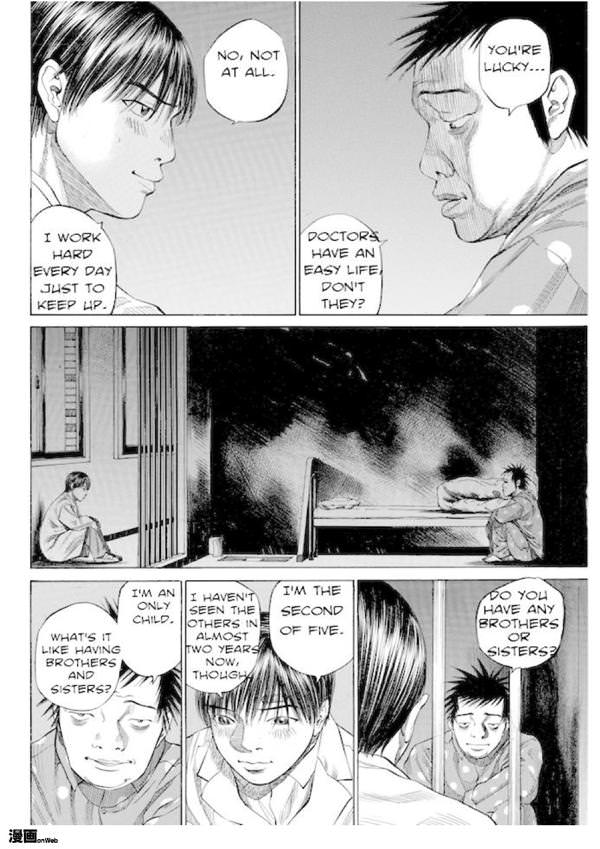 YOU'RE
LUCKY...
DOCTORS
HAVE AN
EASY LIFE,
DON'T
THEY?
NO, NOT
AT ALL.
I WORK
HARD
EVERY DAY
JUST TO
KEEP UP.
DO YOU
HAVE ANY
BROTHERS
OR
SISTERS?
I'M THE
SECOND
OF FIVE.
I HAVEN'T
SEEN THE
OTHERS IN
ALMOST
TWO YEARS
NOW,
THOUGH.
I'M AN
ONLY
CHILD.
WHAT'S IT
LIKE HAVING
BROTHERS
AND
SISTERS?
漫画onWeb